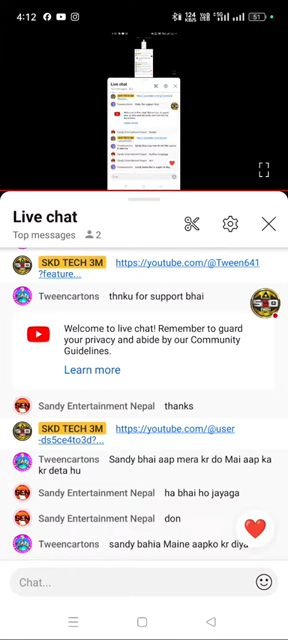 4:12
124 KB/S
51
Live chat
Top messages 2
SKD TECH 3M https://youtube.com/@Tween641
?feature...
Tweencartons thnku for support bhai
Welcome to live chat! Remember to guard
your privacy and abide by our Community
Guidelines.
Learn more
Sandy Entertainment Nepal thanks
SKD TECH 3M https://youtube.com/@user
-ds5ce4to3d?...
Tweencartons Sandy bhai aap mera kr do Mai aap ka
kr deta hu
Sandy Entertainment Nepal ha bhai ho jayaga
Sandy Entertainment Nepal don
Tweencartons sandy bahia Maine aapko kr diya
Chat...